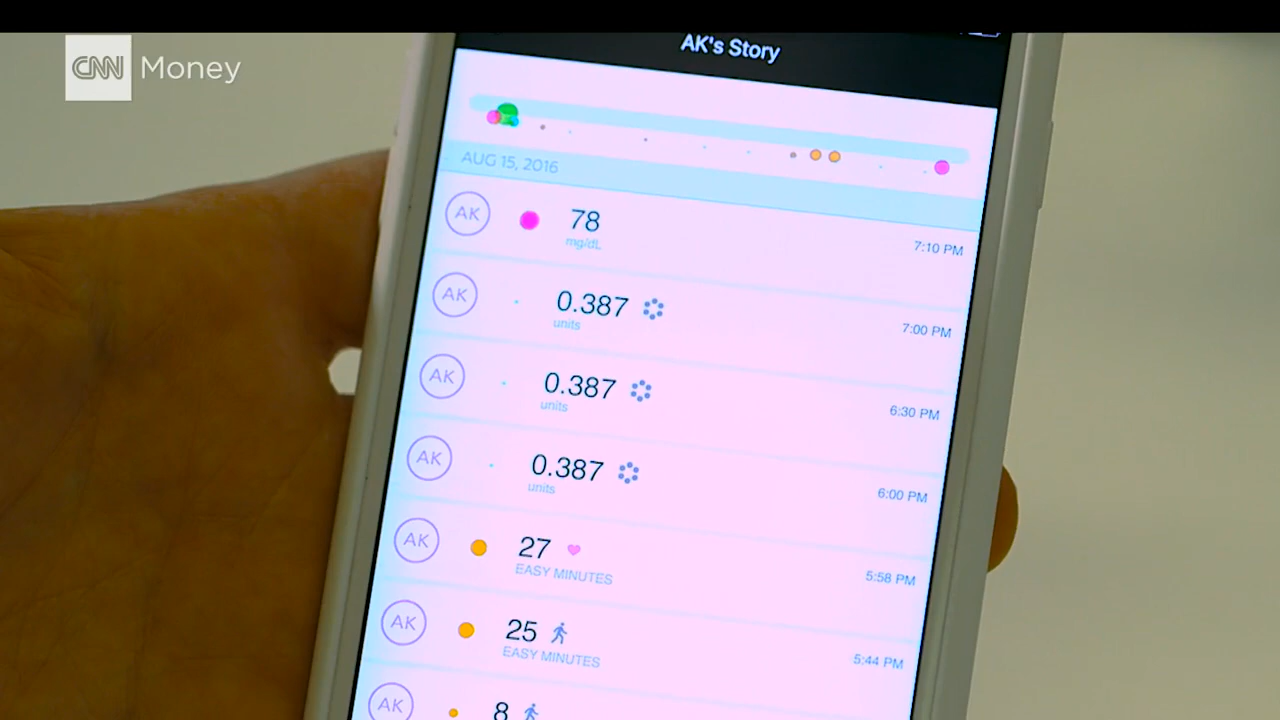 CNN Money
AK's Story
AUG 15, 2016
AK 78 7:10 PM
mg/dL
AK 0.387 7:00 PM
units
AK 0.387 6:30 PM
units
AK 0.387 6:00 PM
units
AK 27 5:58 PM
EASY MINUTES
AK 25 5:44 PM
EASY MINUTES
AK 8